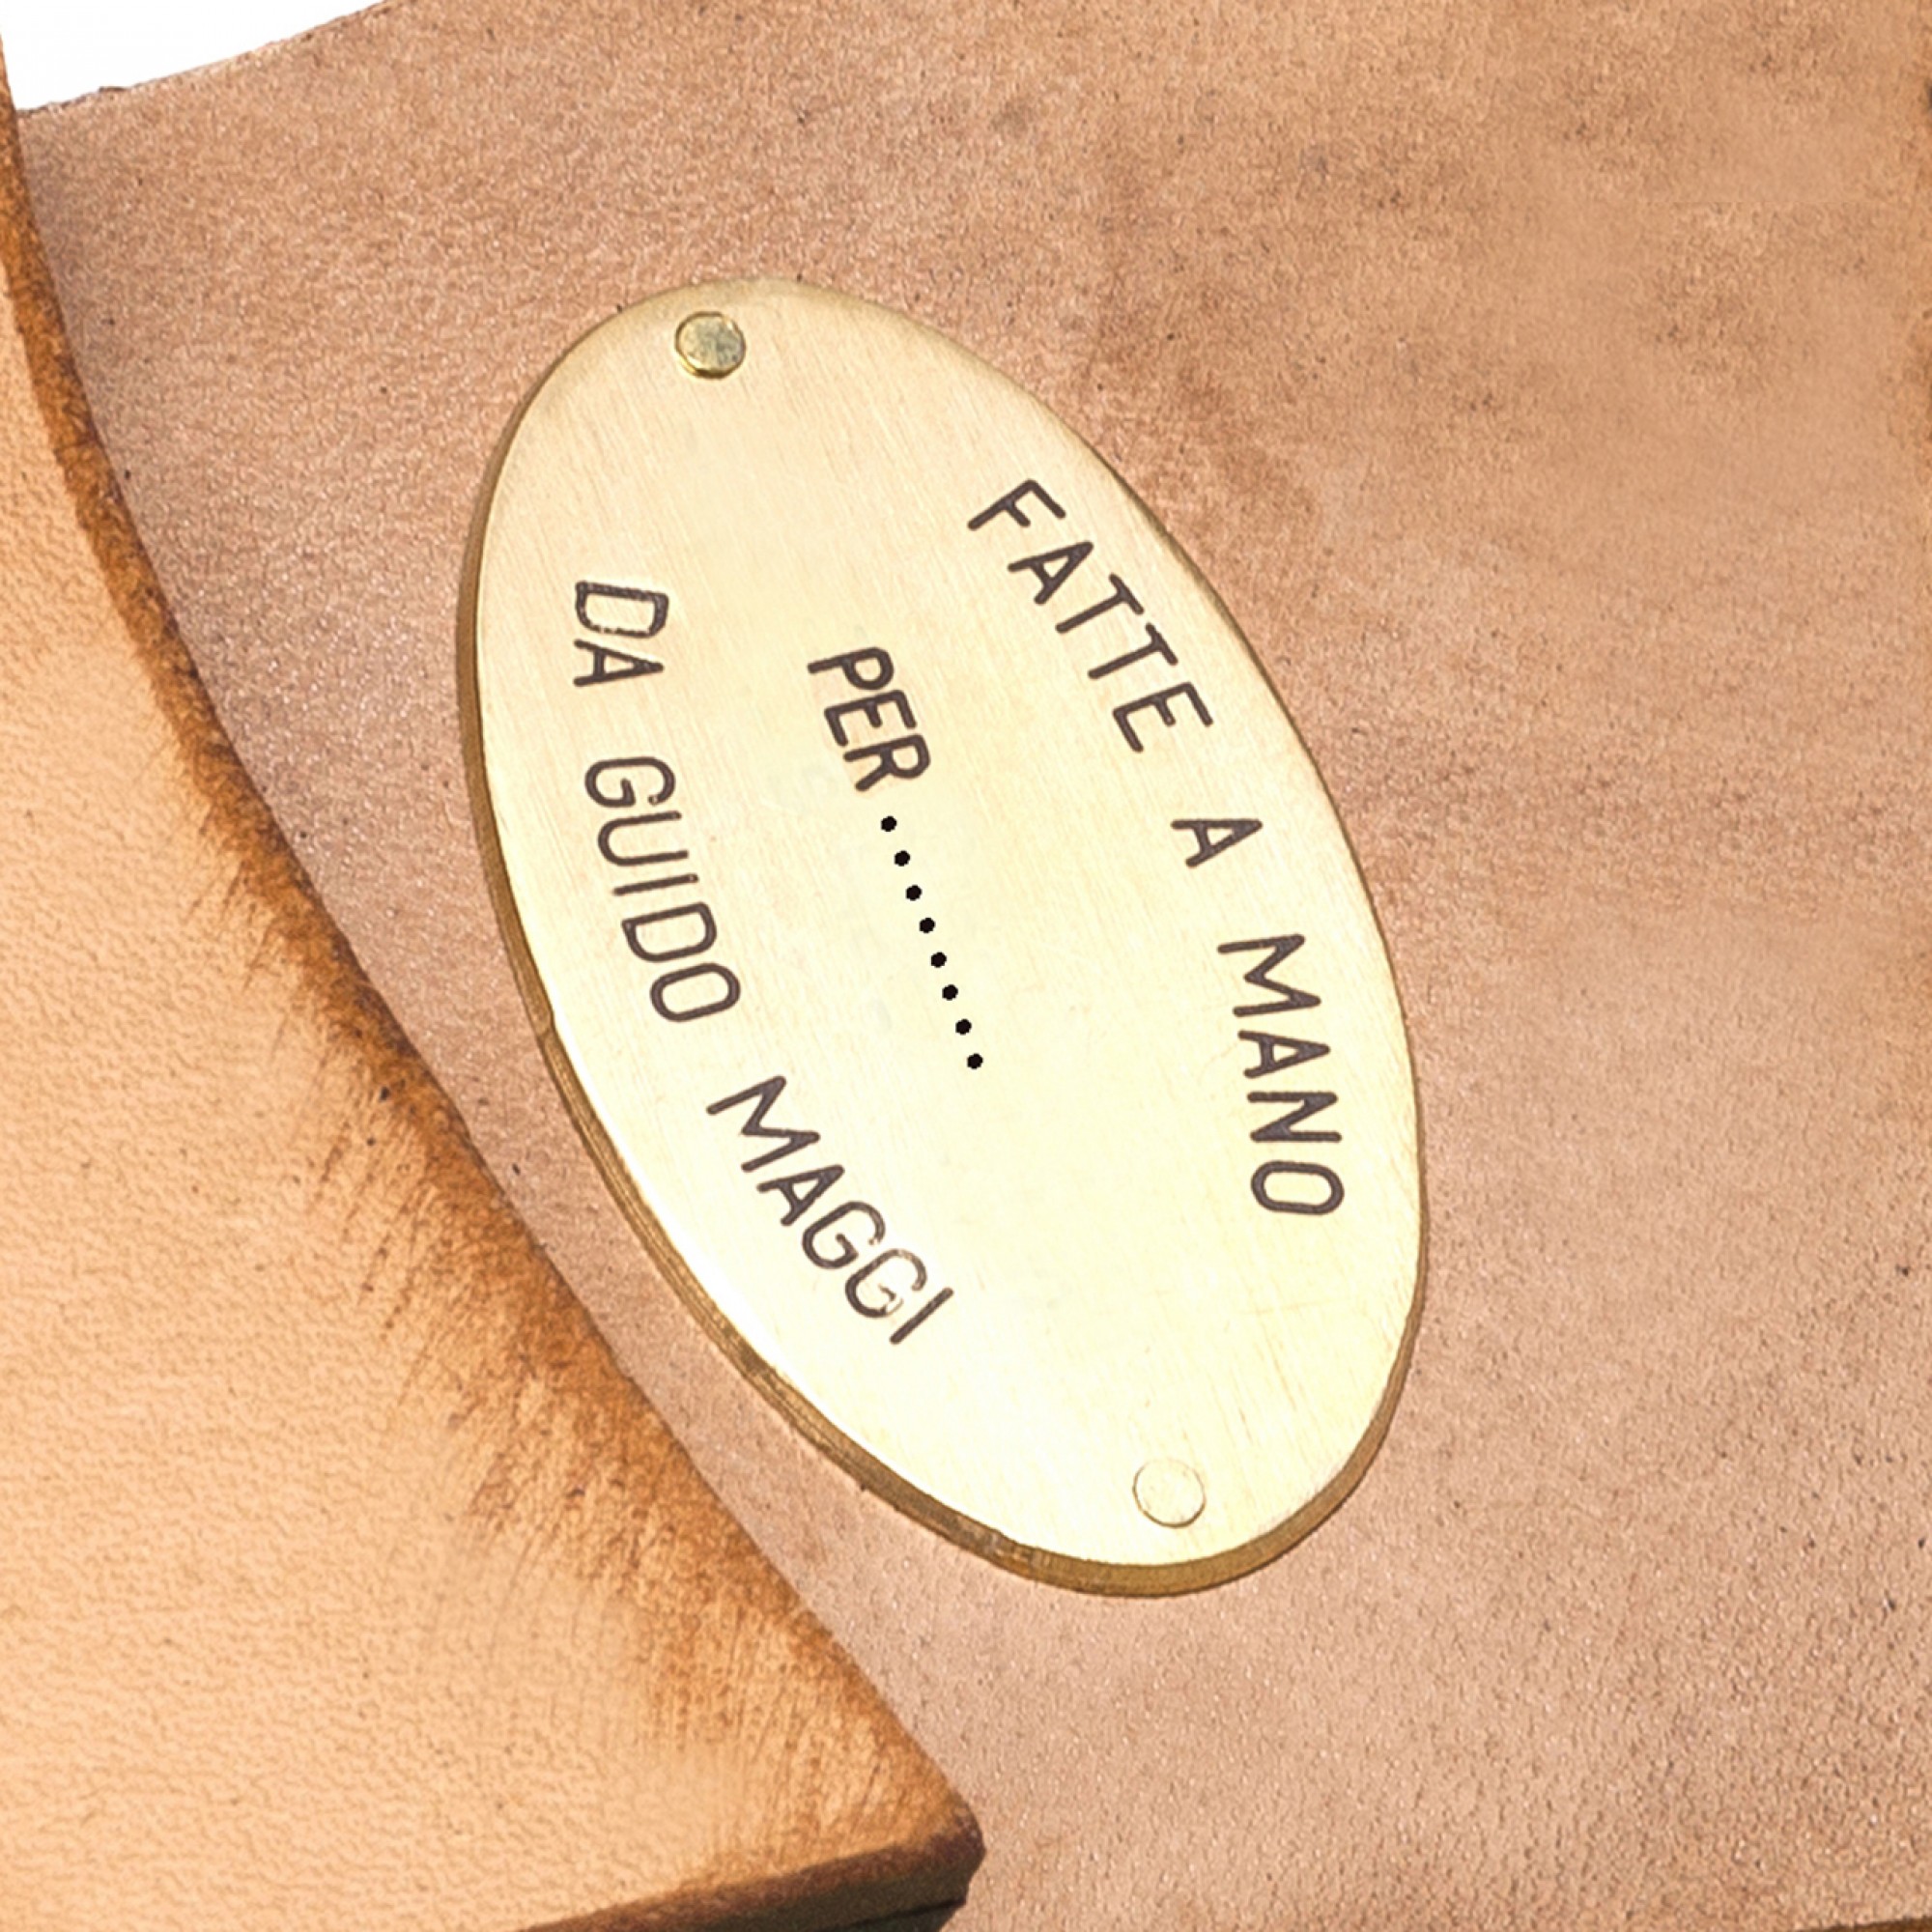 FATTE A MANO
PER ........
DA GUIDO MAGGI